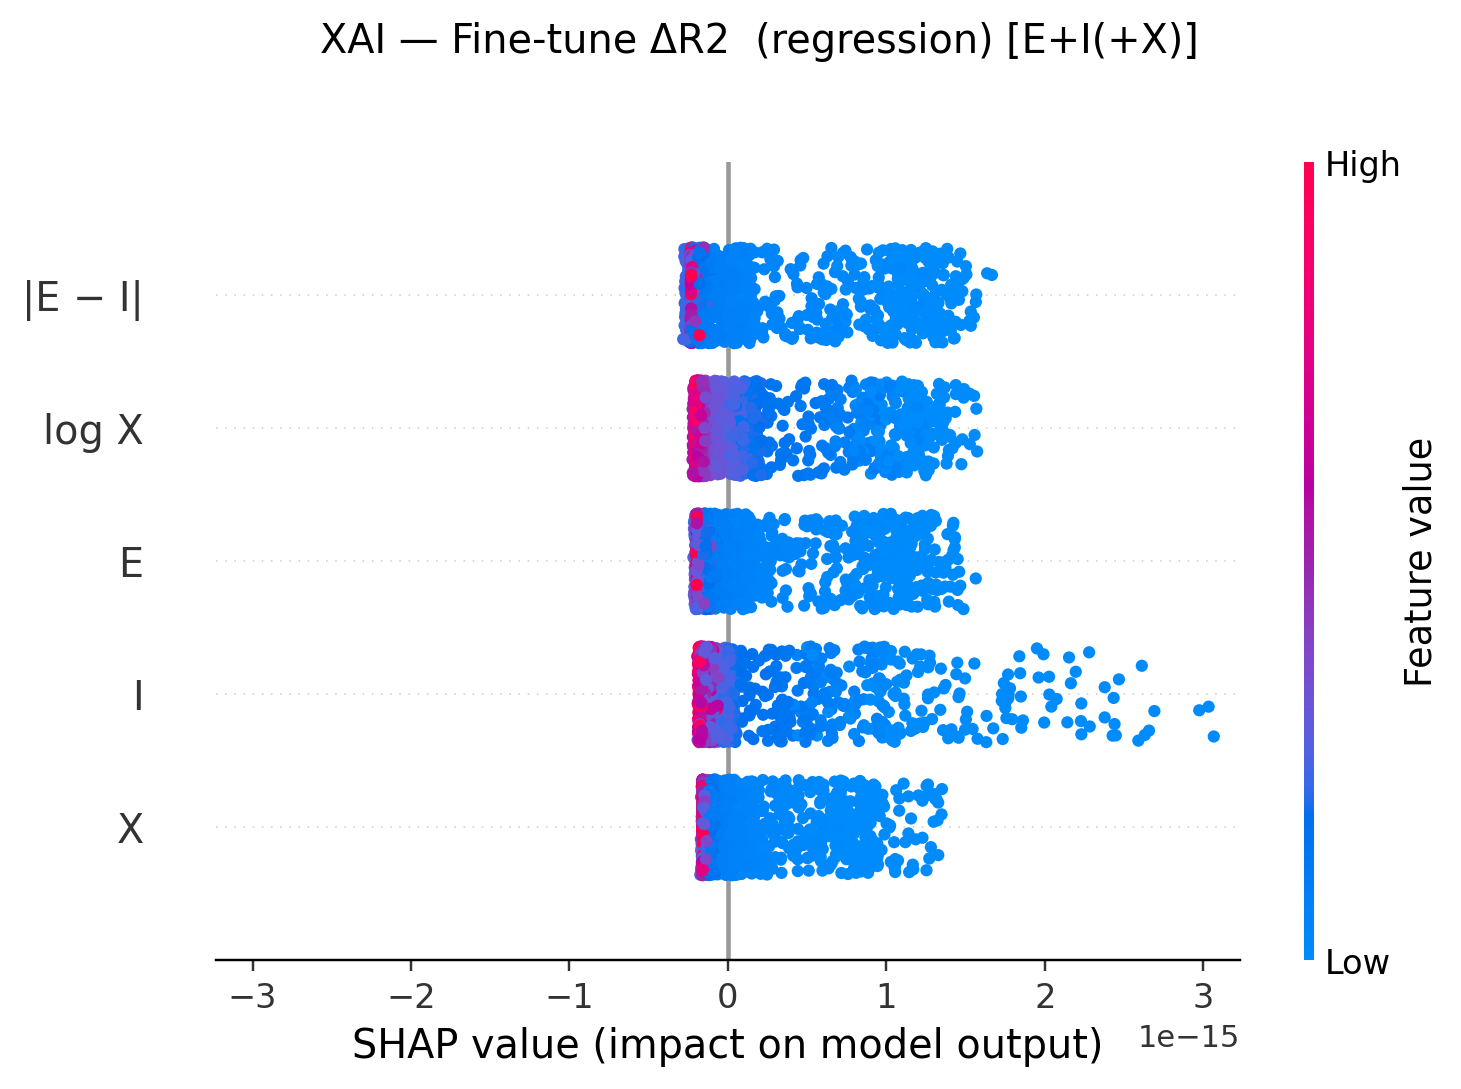 XAI — Fine-tune ΔR2  (regression) [E+I(+X)]
High
|E − I|
log X
E
I
X
Feature value
Low
−3 −2 −1 0 1 2 3
1e−15
SHAP value (impact on model output)